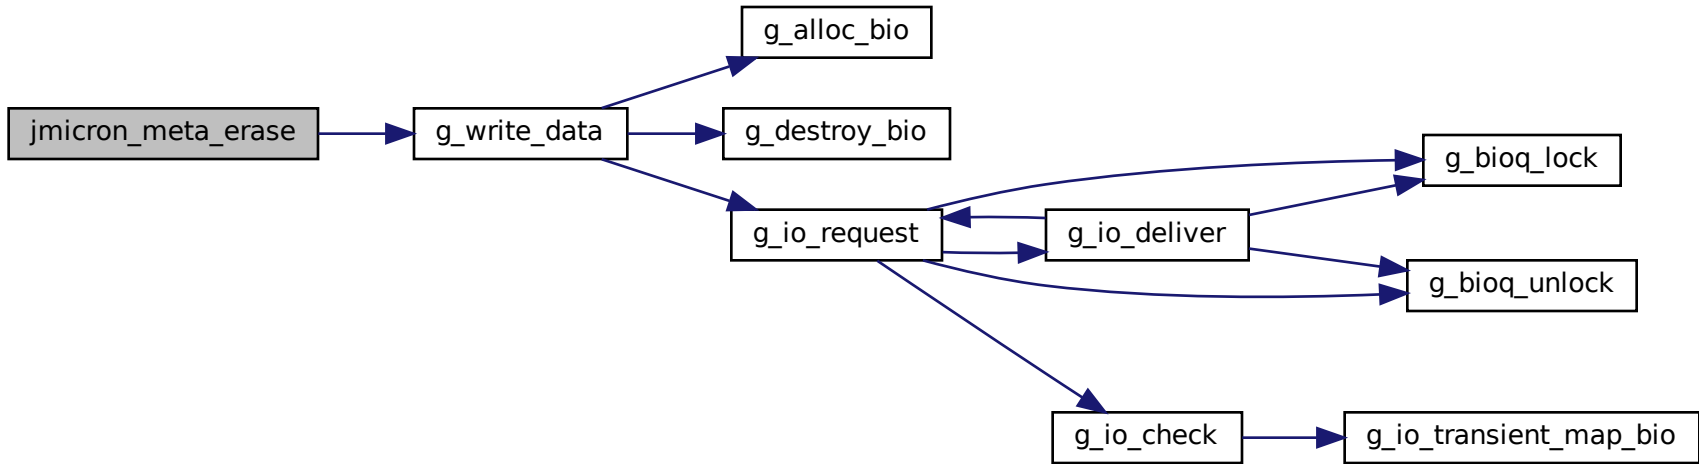 g_alloc_bio
jmicron_meta_erase
g_write_data
g_destroy_bio
g_bioq_lock
g_io_request
g_io_deliver
g_bioq_unlock
g_io_check
g_io_transient_map_bio